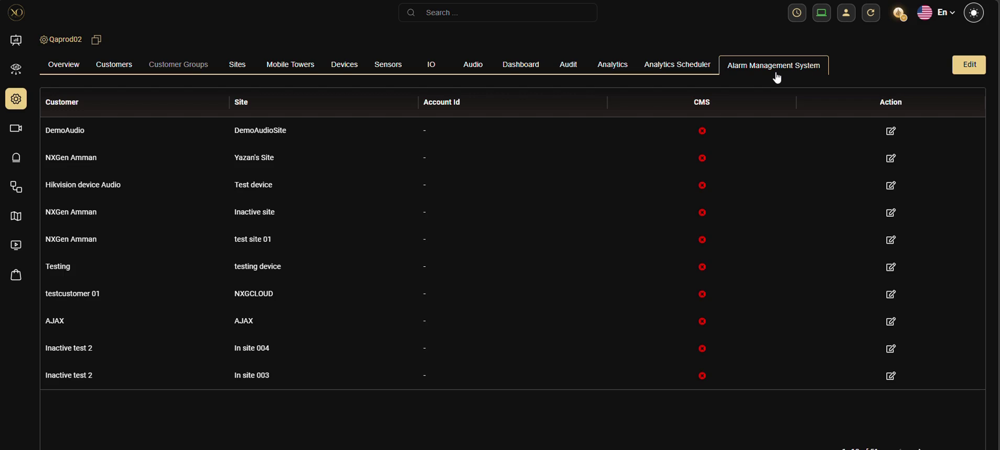 XO
Search ...
En
Qaprod02
Overview Customers Customer Groups Sites Mobile Towers Devices Sensors IO Audio Dashboard Audit Analytics Analytics Scheduler Alarm Management System Edit
Customer Site Account Id CMS Action
DemoAudio DemoAudioSite -
NXGen Amman Yazan's Site -
Hikvision device Audio Test device -
NXGen Amman Inactive site -
NXGen Amman test site 01 -
Testing testing device -
testcustomer 01 NXGCLOUD -
AJAX AJAX -
Inactive test 2 In site 004 -
Inactive test 2 In site 003 -